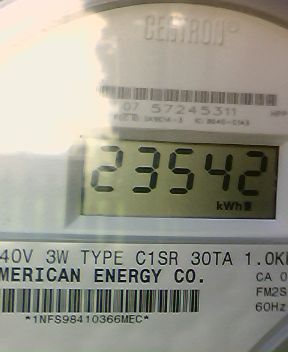 CENTRON®
07 57245311
23542
kWh
40V 3W TYPE C1SR 30TA 1.0K
MERICAN ENERGY CO.
CA 0
FM2S
60Hz
*1NFS98410366MEC*